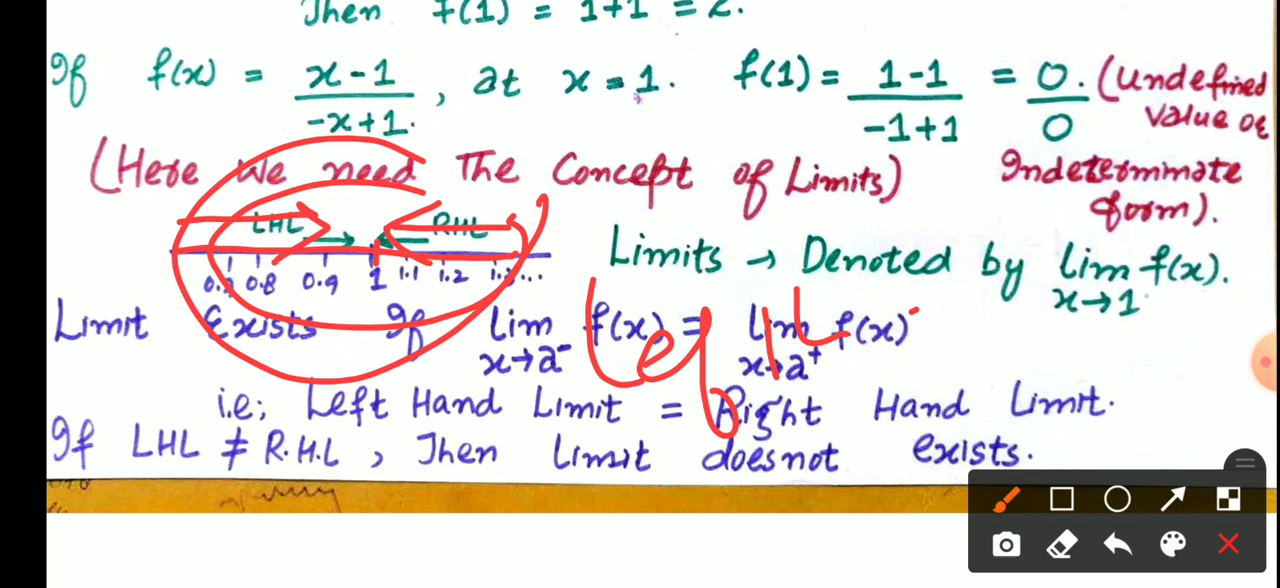 Then f(1) = 1+1 = 2.
If f(x) = x-1 / -x+1 , at x = 1. f(1) = 1-1 / -1+1 = 0/0. (Undefined value or Indeterminate form).
(Here we need The Concept of Limits)
LHL → ← RHL
0.8 0.9 1 1.1 1.2
Limits → Denoted by lim x→1 f(x).
Limit Exists If lim x→a⁻ f(x) = lim x→a⁺ f(x)
i.e; Left Hand Limit = Right Hand Limit.
If LHL ≠ R.H.L , Then Limit does not exists.